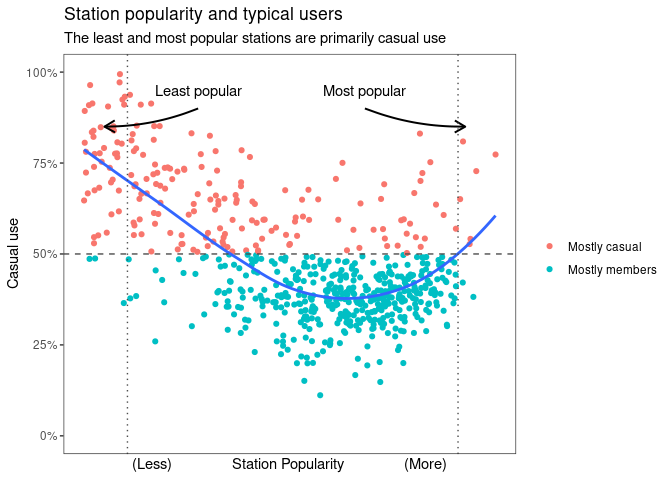 Station popularity and typical users
The least and most popular stations are primarily casual use
100%
Least popular
Most popular
75%
Casual use
50%
Mostly casual
Mostly members
25%
0%
(Less)
Station Popularity
(More)